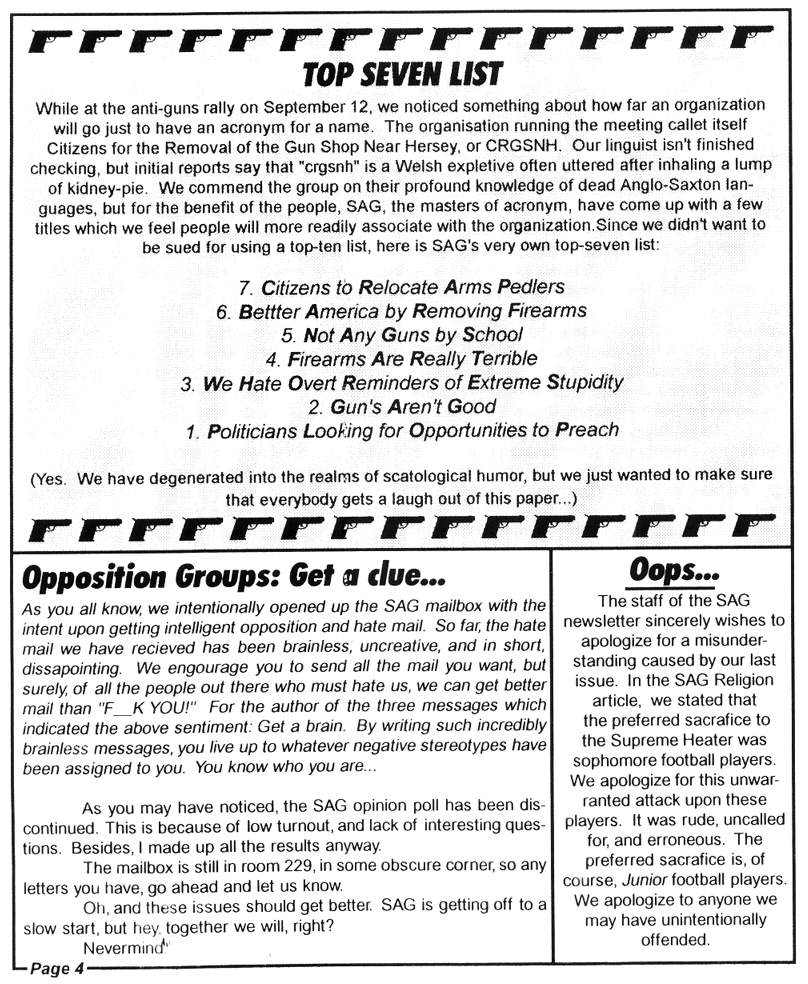 TOP SEVEN LIST
While at the anti-guns rally on September 12, we noticed something about how far an organization
will go just to have an acronym for a name.  The organisation running the meeting callet itself
Citizens for the Removal of the Gun Shop Near Hersey, or CRGSNH.  Our linguist isn't finished
checking, but initial reports say that "crgsnh" is a Welsh expletive often uttered after inhaling a lump
of kidney-pie.  We commend the group on their profound knowledge of dead Anglo-Saxton lan-
guages, but for the benefit of the people, SAG, the masters of acronym, have come up with a few
titles which we feel people will more readily associate with the organization.Since we didn't want to
be sued for using a top-ten list, here is SAG's very own top-seven list:
7. Citizens to Relocate Arms Pedlers
6. Bettter America by Removing Firearms
5. Not Any Guns by School
4. Firearms Are Really Terrible
3. We Hate Overt Reminders of Extreme Stupidity
2. Gun's Aren't Good
1. Politicians Looking for Opportunities to Preach
(Yes.  We have degenerated into the realms of scatological humor, but we just wanted to make sure
that everybody gets a laugh out of this paper...)
Opposition Groups: Get a clue...
As you all know, we intentionally opened up the SAG mailbox with the
intent upon getting intelligent opposition and hate mail.  So far, the hate
mail we have recieved has been brainless, uncreative, and in short,
dissapointing.  We engourage you to send all the mail you want, but
surely, of all the people out there who must hate us, we can get better
mail than "F__K YOU!"  For the author of the three messages which
indicated the above sentiment: Get a brain.  By writing such incredibly
brainless messages, you live up to whatever negative stereotypes have
been assigned to you.  You know who you are...
As you may have noticed, the SAG opinion poll has been dis-
continued. This is because of low turnout, and lack of interesting ques-
tions.  Besides, I made up all the results anyway.
The mailbox is still in room 229, in some obscure corner, so any
letters you have, go ahead and let us know.
Oh, and these issues should get better.  SAG is getting off to a
slow start, but hey, together we will, right?
Nevermind
Oops...
The staff of the SAG
newsletter sincerely wishes to
apologize for a misunder-
standing caused by our last
issue.  In the SAG Religion
article,  we stated that
the preferred sacrafice to
the Supreme Heater was
sophomore football players.
We apologize for this unwar-
ranted attack upon these
players.  It was rude, uncalled
for, and erroneous.  The
preferred sacrafice is, of
course, Junior football players.
We apologize to anyone we
may have unintentionally
offended.
Page 4